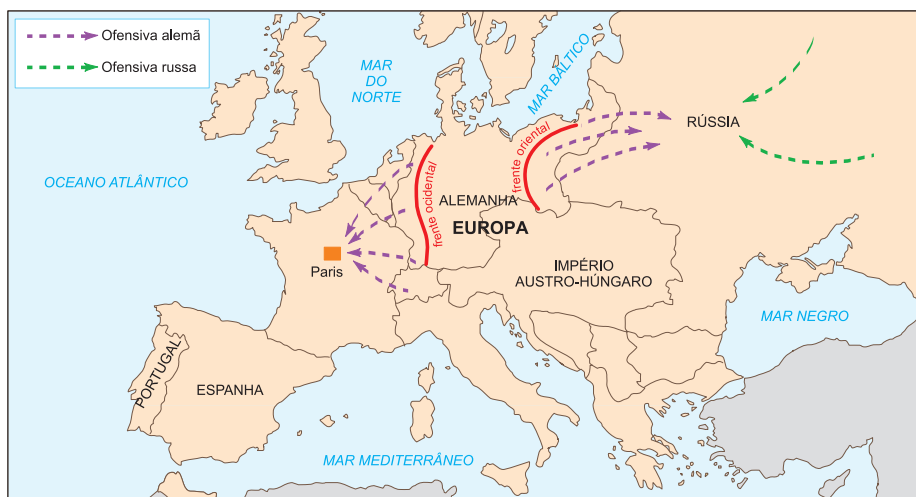 Ofensiva alemã
Ofensiva russa
MAR
DO
NORTE
MAR BÁLTICO
RÚSSIA
OCEANO ATLÂNTICO
frente ocidental
frente oriental
ALEMANHA
EUROPA
Paris
IMPÉRIO
AUSTRO-HÚNGARO
MAR NEGRO
PORTUGAL
ESPANHA
MAR MEDITERRÂNEO